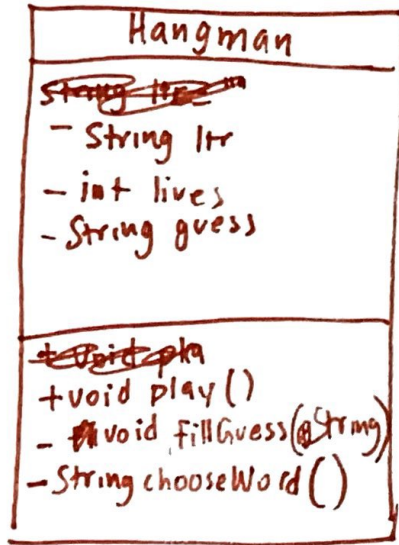 Hangman
- String ltr
- int lives
- String guess
+void play()
- void fillGuess(String)
- String chooseWord()